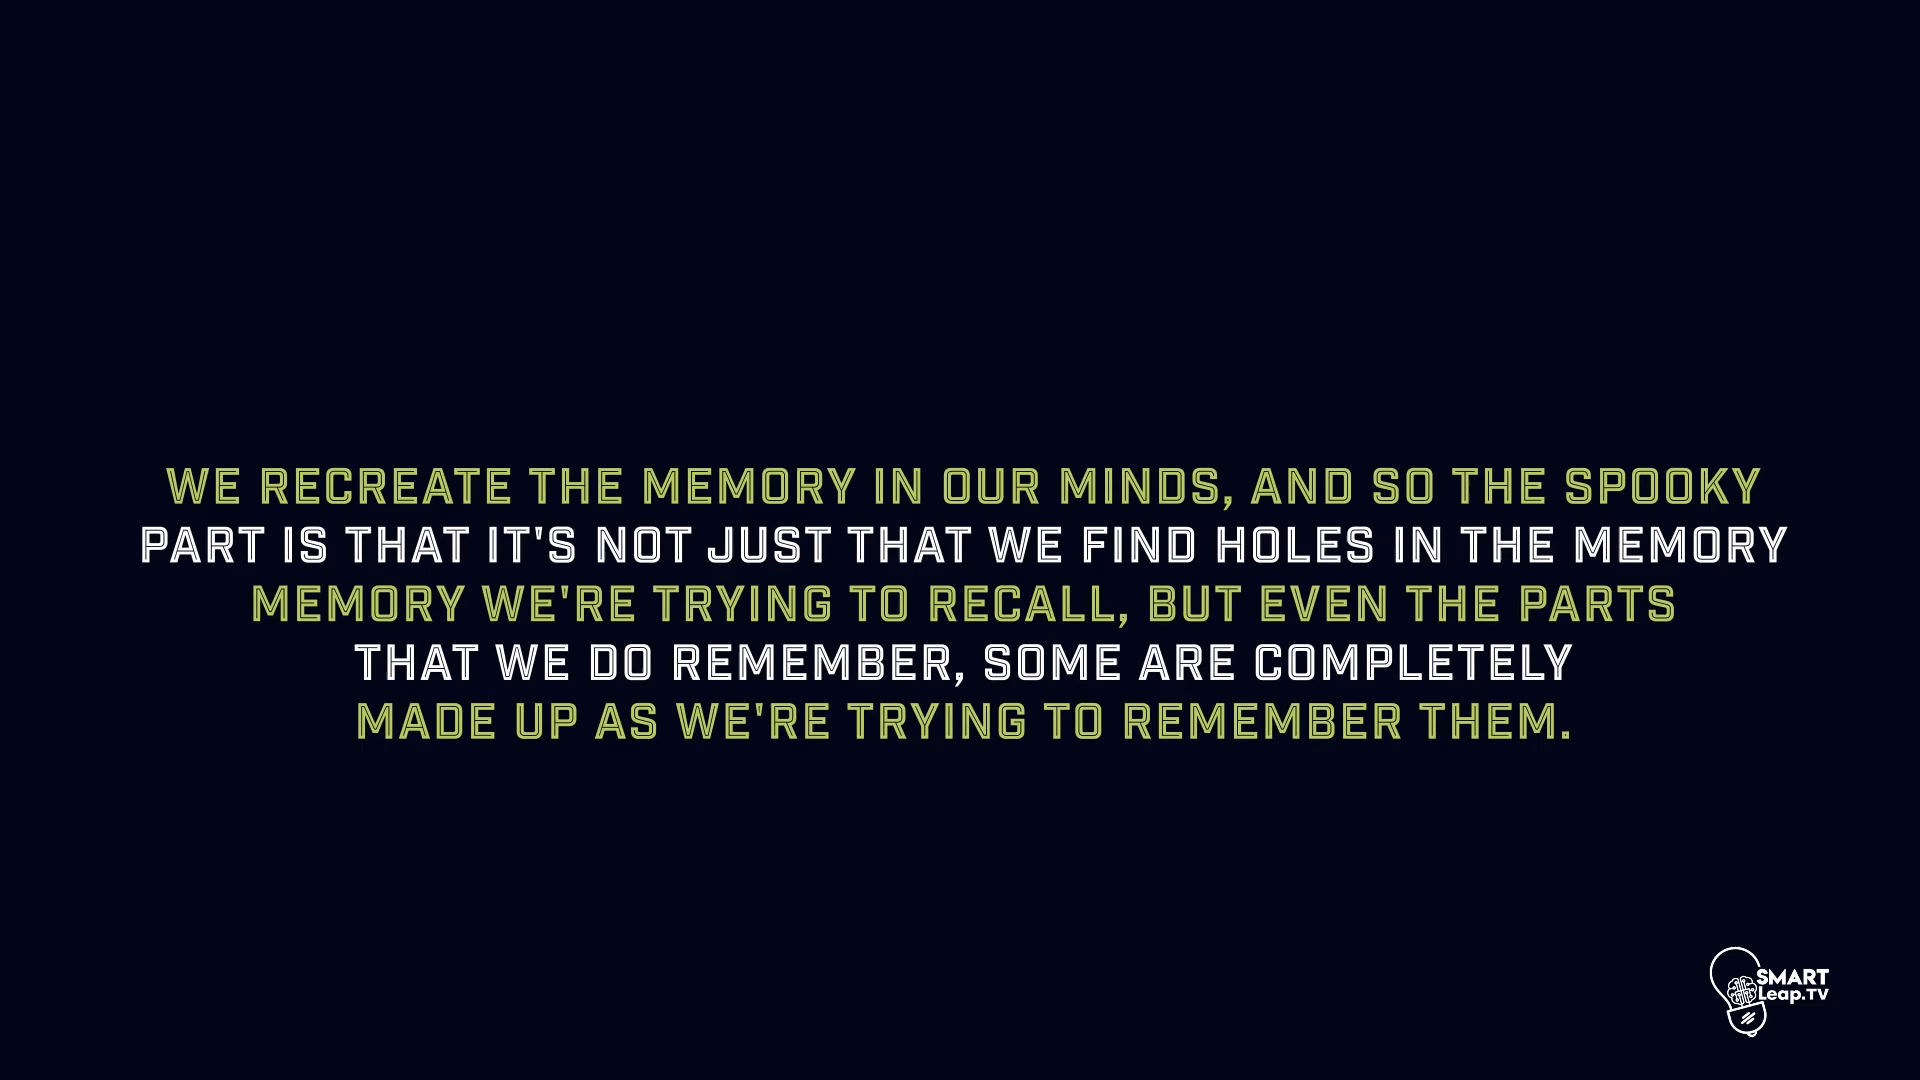 WE RECREATE THE MEMORY IN OUR MINDS, AND SO THE SPOOKY
PART IS THAT IT'S NOT JUST THAT WE FIND HOLES IN THE MEMORY
MEMORY WE'RE TRYING TO RECALL, BUT EVEN THE PARTS
THAT WE DO REMEMBER, SOME ARE COMPLETELY
MADE UP AS WE'RE TRYING TO REMEMBER THEM.
SMART
Leap.TV